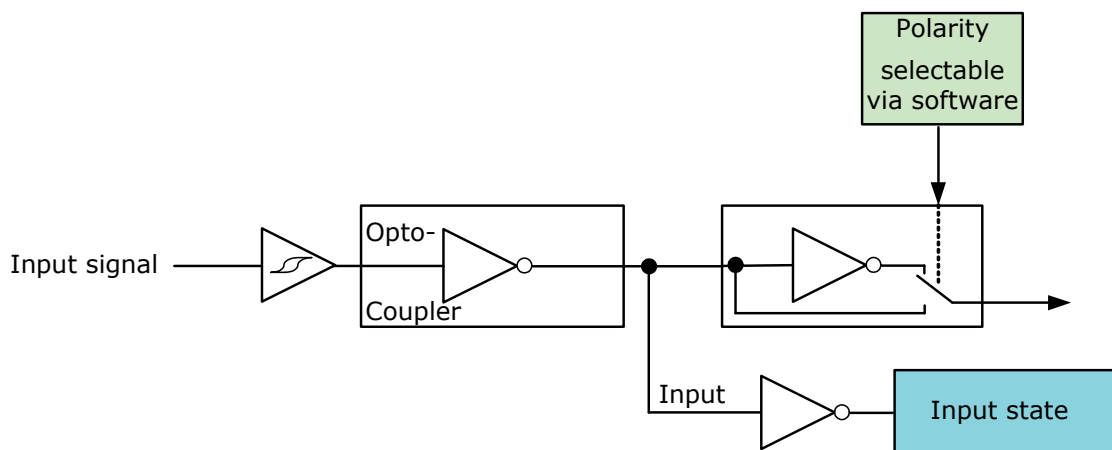 Polarity
selectable
via software
Opto-
Input signal
Coupler
Input
Input state